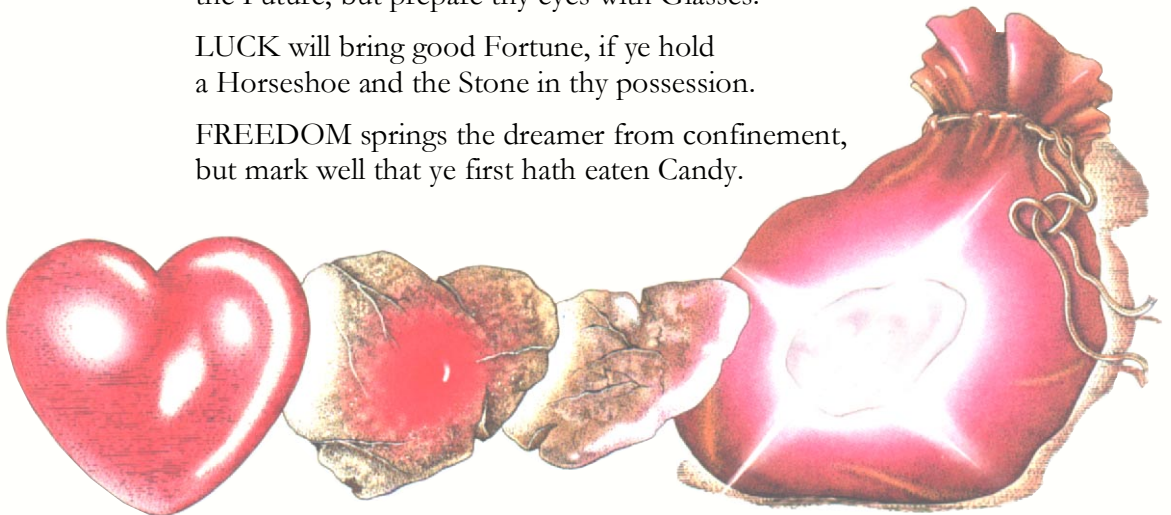 the Future, but prepare thy eyes with Glasses.
LUCK will bring good Fortune, if ye hold
a Horseshoe and the Stone in thy possession.
FREEDOM springs the dreamer from confinement,
but mark well that ye first hath eaten Candy.